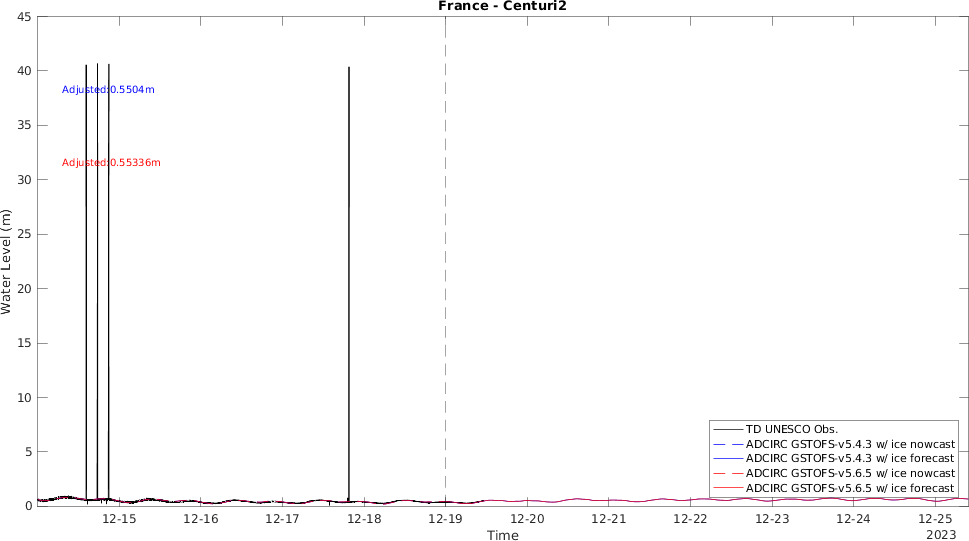 France - Centuri2
45
40
35
30
25
20
15
10
5
0
Water Level (m)
Adjusted:0.5504m
Adjusted:0.55336m
TD UNESCO Obs.
ADCIRC GSTOFS-v5.4.3 w/ ice nowcast
ADCIRC GSTOFS-v5.4.3 w/ ice forecast
ADCIRC GSTOFS-v5.6.5 w/ ice nowcast
ADCIRC GSTOFS-v5.6.5 w/ ice forecast
12-15 12-16 12-17 12-18 12-19 12-20 12-21 12-22 12-23 12-24 12-25
2023
Time